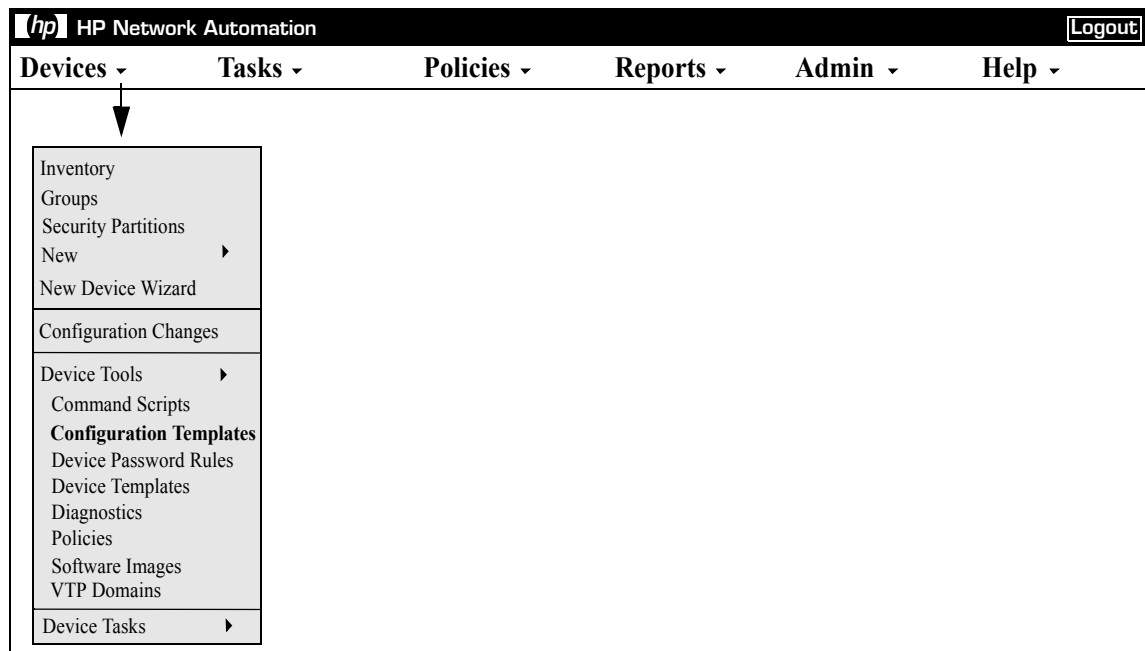 hp HP Network Automation Logout
Devices Tasks Policies Reports Admin Help
Inventory
Groups
Security Partitions
New
New Device Wizard
Configuration Changes
Device Tools
Command Scripts
Configuration Templates
Device Password Rules
Device Templates
Diagnostics
Policies
Software Images
VTP Domains
Device Tasks